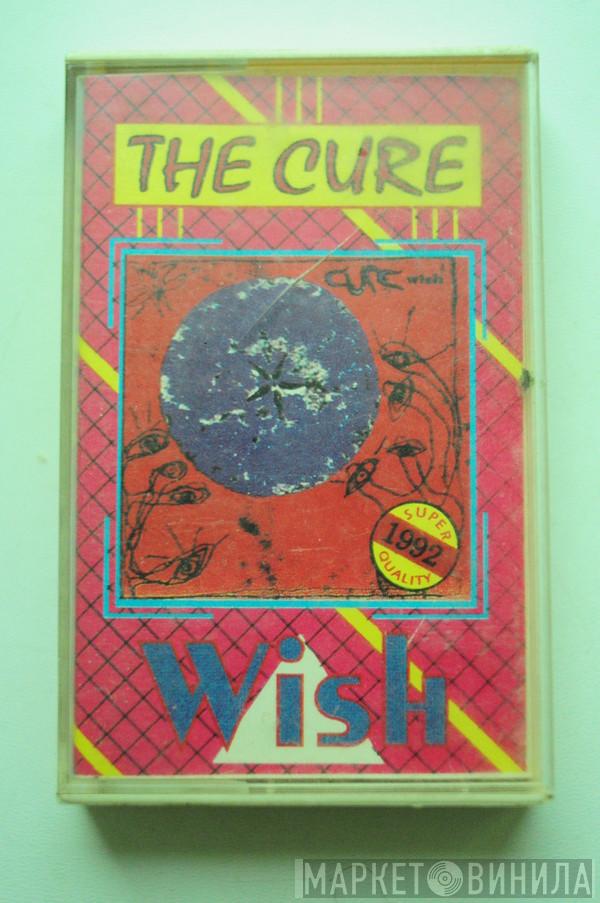 THE CURE
CURE wish
SUPER
1992
QUALITY
Wish
МАРКЕТ ВИНИЛА